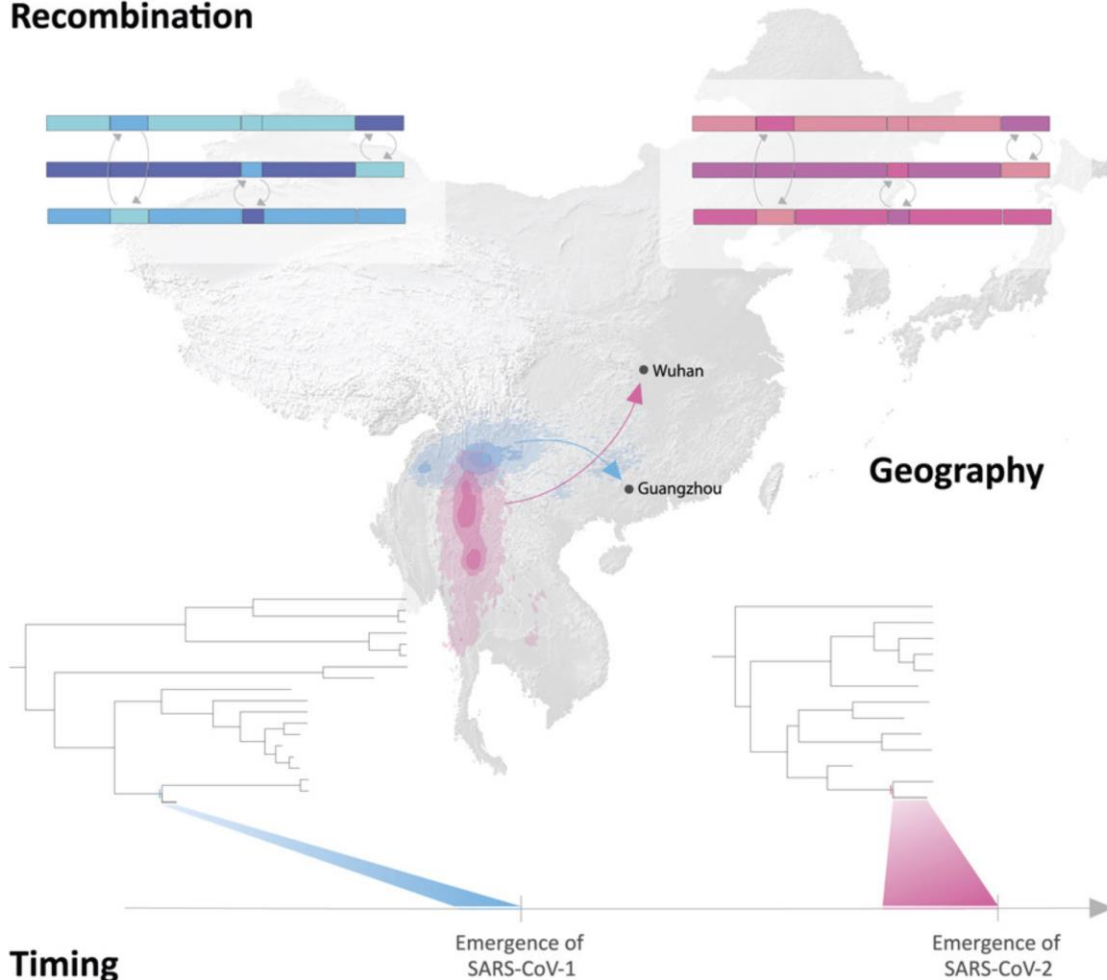 Recombination
Wuhan
Geography
Guangzhou
Emergence of
SARS-CoV-1
Emergence of
SARS-CoV-2
Timing